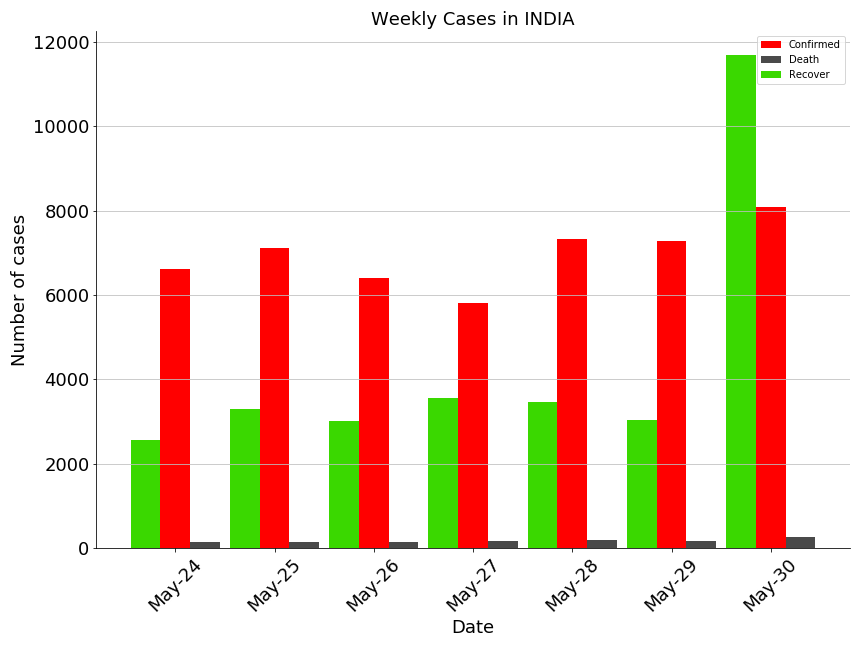 Weekly Cases in INDIA
Confirmed
Death
Recover
Number of cases
12000
10000
8000
6000
4000
2000
0
May-24
May-25
May-26
May-27
May-28
May-29
May-30
Date